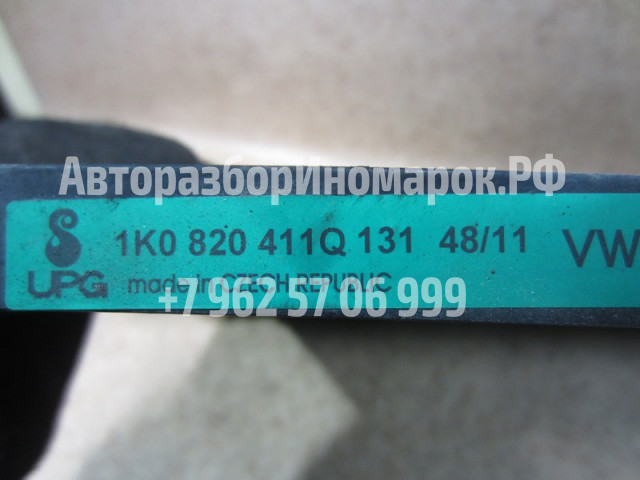 АвторазборИномарок.РФ
1K0 820 411Q 131 48/11 VW
UPG made in CZECH REPUBLIC
+7 962 57 06 999